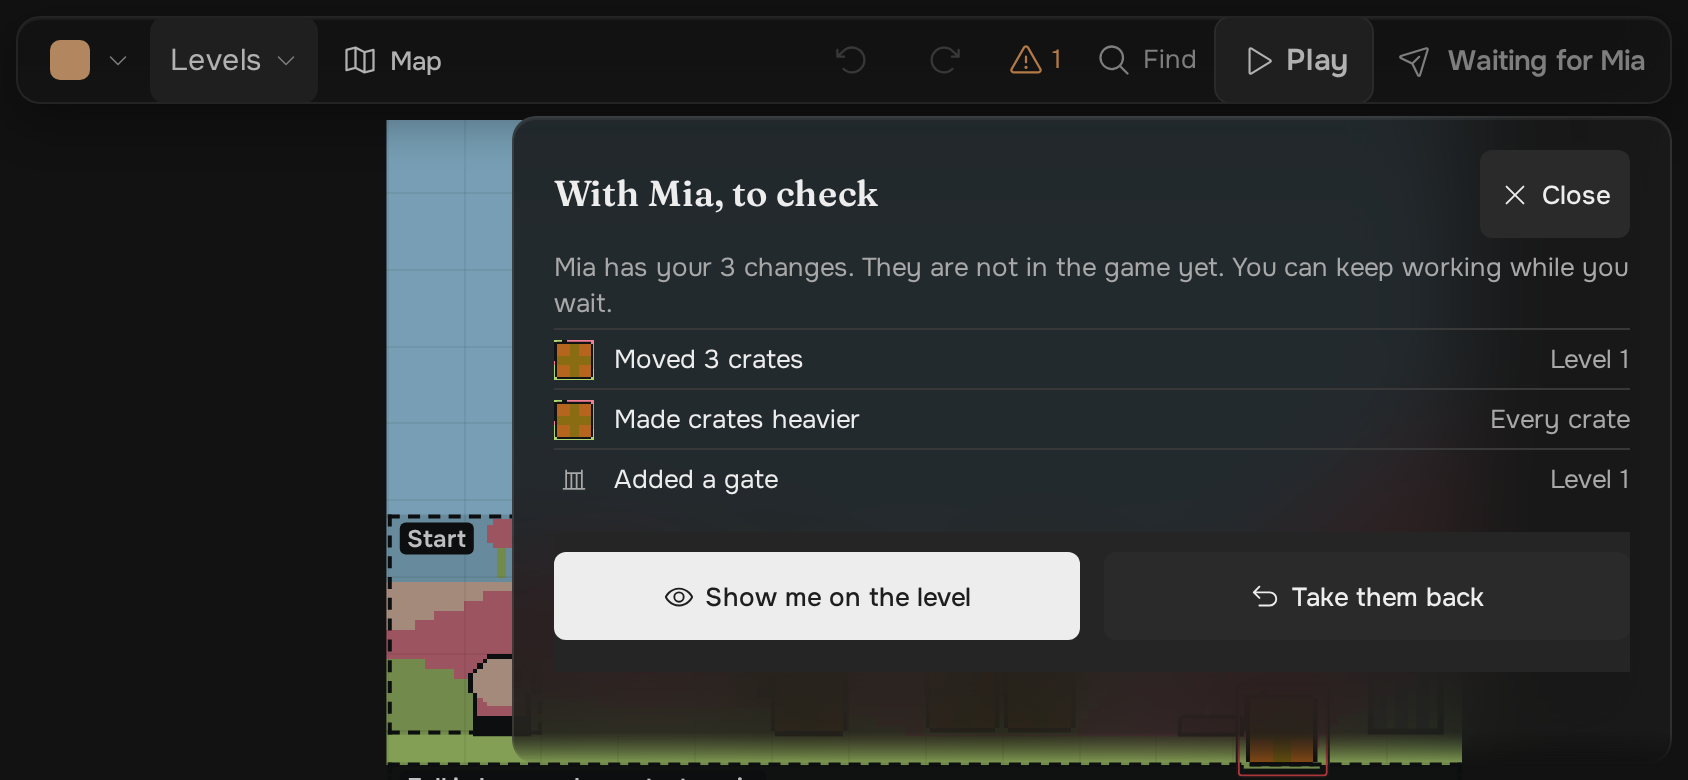 Levels
Map
1
Find
Play
Waiting for Mia
With Mia, to check
Close
Mia has your 3 changes. They are not in the game yet. You can keep working while you
wait.
Moved 3 crates
Level 1
Made crates heavier
Every crate
Added a gate
Level 1
Start
Show me on the level
Take them back